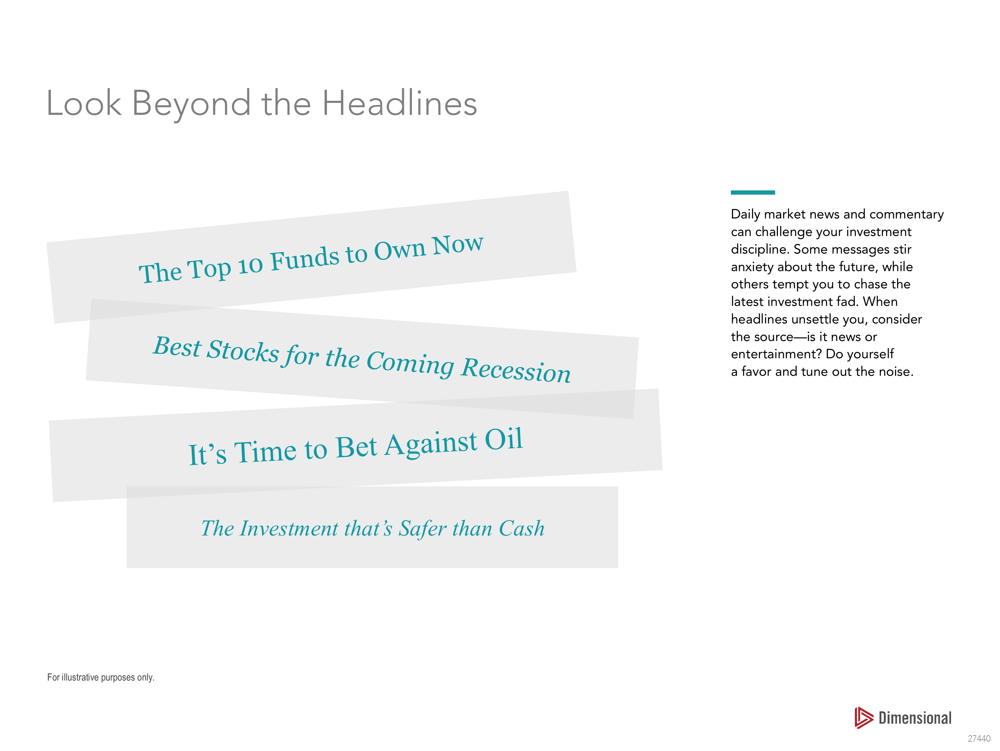 Look Beyond the Headlines
The Top 10 Funds to Own Now
Best Stocks for the Coming Recession
It’s Time to Bet Against Oil
The Investment that’s Safer than Cash
Daily market news and commentary
can challenge your investment
discipline. Some messages stir
anxiety about the future, while
others tempt you to chase the
latest investment fad. When
headlines unsettle you, consider
the source—is it news or
entertainment? Do yourself
a favor and tune out the noise.
For illustrative purposes only.
Dimensional
27440